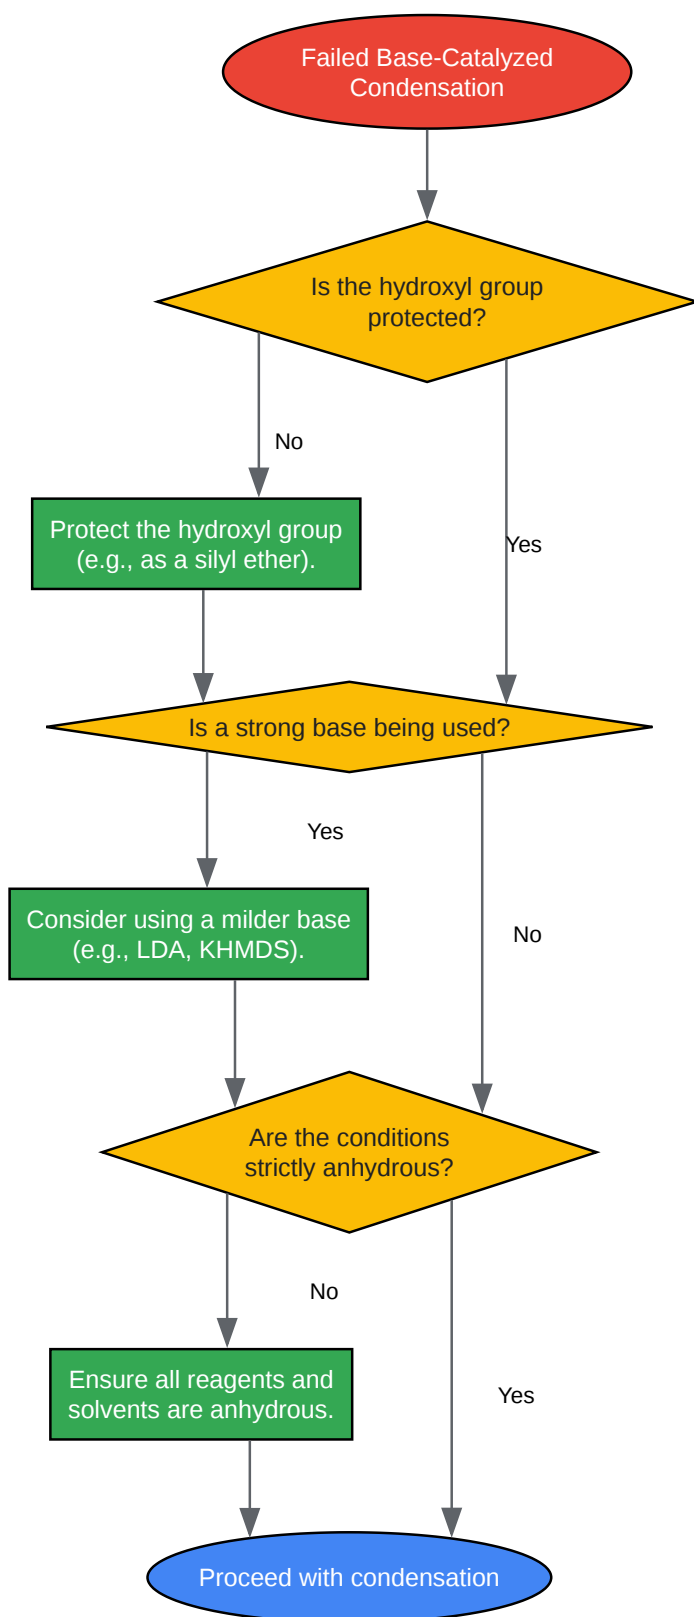 Failed Base-Catalyzed
Condensation
Is the hydroxyl group
protected?
No
Protect the hydroxyl group
(e.g., as a silyl ether).
Yes
Is a strong base being used?
Yes
Consider using a milder base
(e.g., LDA, KHMDS).
No
Are the conditions
strictly anhydrous?
No
Ensure all reagents and
solvents are anhydrous.
Yes
Proceed with condensation